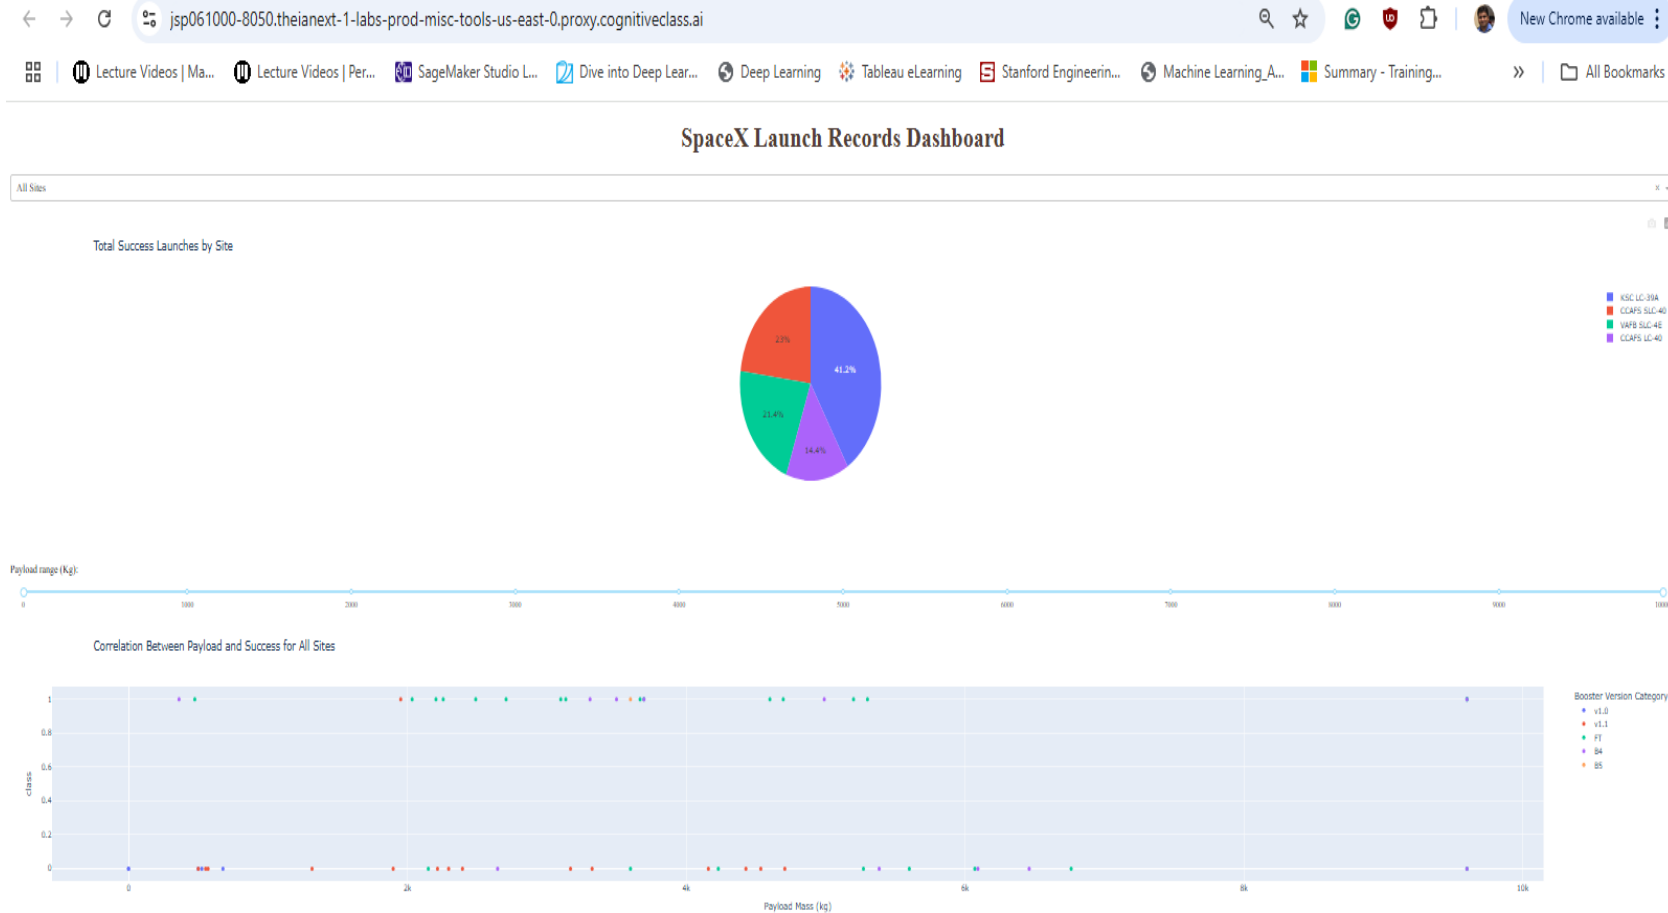 jsp061000-8050.theianext-1-labs-prod-misc-tools-us-east-0.proxy.cognitiveclass.ai
New Chrome available
Lecture Videos | Ma...
Lecture Videos | Per...
SageMaker Studio L...
Dive into Deep Lear...
Deep Learning
Tableau eLearning
Stanford Engineerin...
Machine Learning_A...
Summary - Training...
All Bookmarks
SpaceX Launch Records Dashboard
All Sites
Total Success Launches by Site
KSC LC-39A
CCAFS SLC-40
VAFB SLC-4E
CCAFS LC-40
23%
41.2%
21.4%
14.4%
Payload range (Kg):
0 1000 2000 3000 4000 5000 6000 7000 8000 9000 1000
Correlation Between Payload and Success for All Sites
Booster Version Category
v1.0
v1.1
FT
B4
B5
1
0.8
0.6
0.4
0.2
0
class
0 2k 4k 6k 8k 10k
Payload Mass (kg)